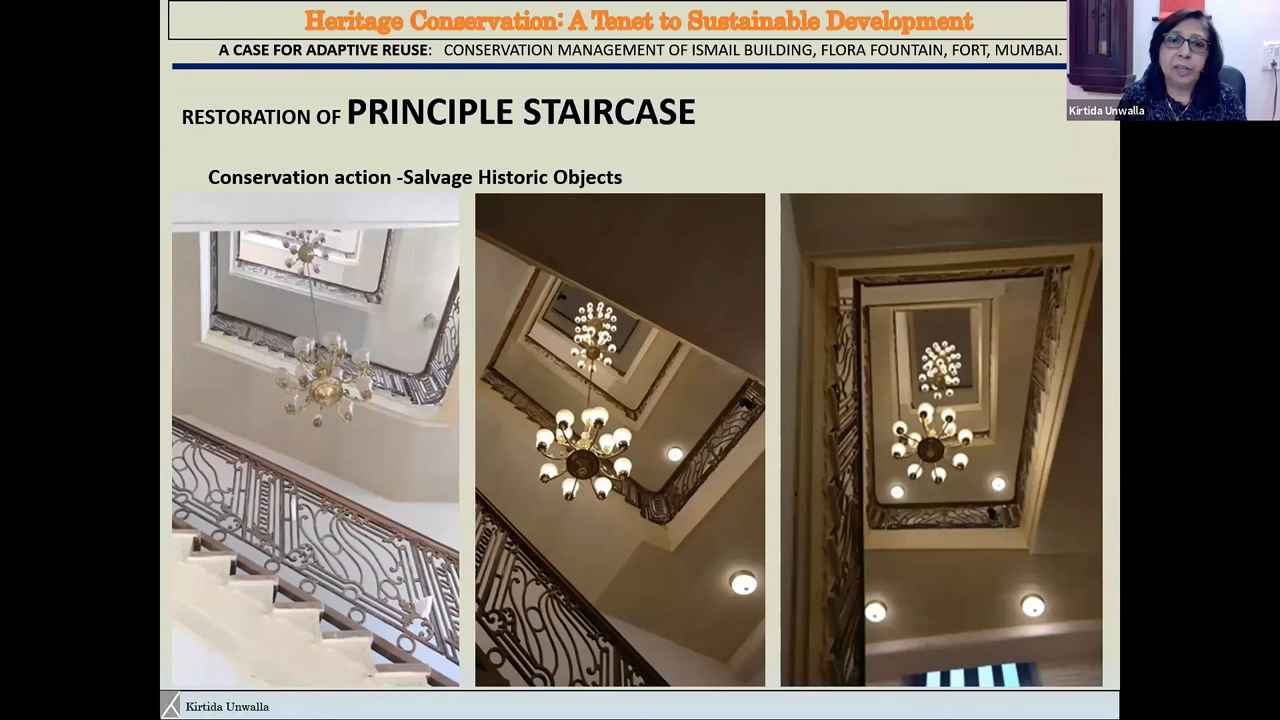 Heritage Conservation: A Tenet to Sustainable Development
A CASE FOR ADAPTIVE REUSE: CONSERVATION MANAGEMENT OF ISMAIL BUILDING, FLORA FOUNTAIN, FORT, MUMBAI.
Kirtida Unwalla
RESTORATION OF PRINCIPLE STAIRCASE
Conservation action -Salvage Historic Objects
Kirtida Unwalla